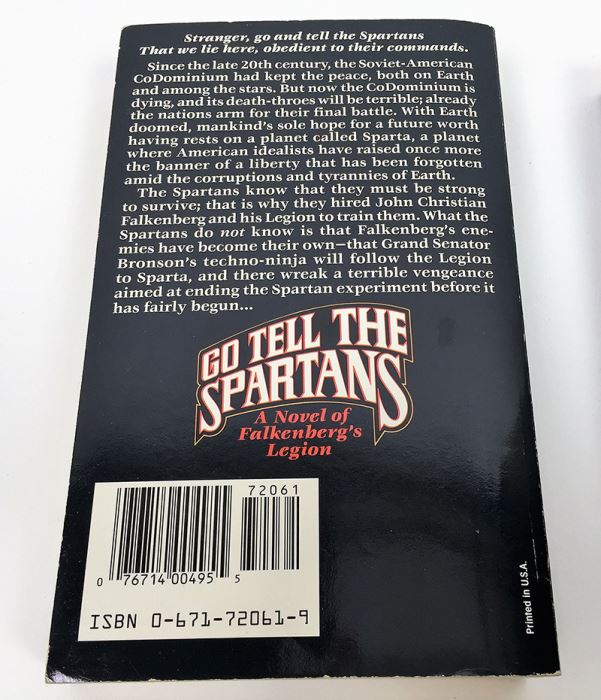 Stranger, go and tell the Spartans
That we lie here, obedient to their commands.
Since the late 20th century, the Soviet-American
CoDominium had kept the peace, both on Earth
and among the stars. But now the CoDominium is
dying, and its death-throes will be terrible; already
the nations arm for their final battle. With Earth
doomed, mankind's sole hope for a future worth
having rests on a planet called Sparta, a planet
where American idealists have raised once more
the banner of a liberty that has been forgotten
amid the corruptions and tyrannies of Earth.
The Spartans know that they must be strong
to survive; that is why they hired John Christian
Falkenberg and his Legion to train them. What the
Spartans do not know is that Falkenberg's ene-
mies have become their own—that Grand Senator
Bronson's techno-ninja will follow the Legion
to Sparta, and there wreak a terrible vengeance
aimed at ending the Spartan experiment before it
has fairly begun...
GO TELL THE
SPARTANS
A Novel of
Falkenberg's
Legion
72061
0 76714 00495 5
ISBN 0-671-72061-9
Printed in U.S.A.